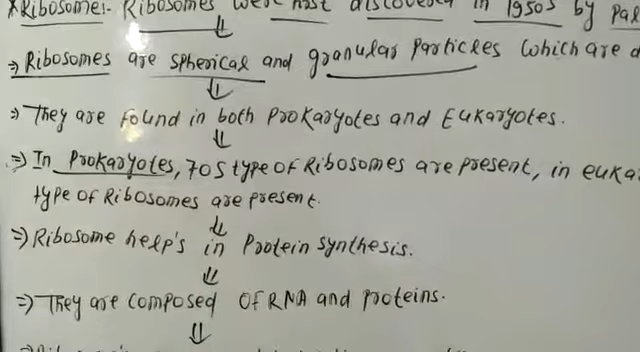 *Ribosome:- Ribosomes were first discovered in 1950s by Pal
⇒ Ribosomes are spherical and granular Particles which are d
⇒ They are found in both Prokaryotes and Eukaryotes.
⇒ In Prokaryotes, 70s type of Ribosomes are present, in euka
type of Ribosomes are present.
⇒ Ribosome help's in Protein synthesis.
⇒ They are composed Of RNA and proteins.